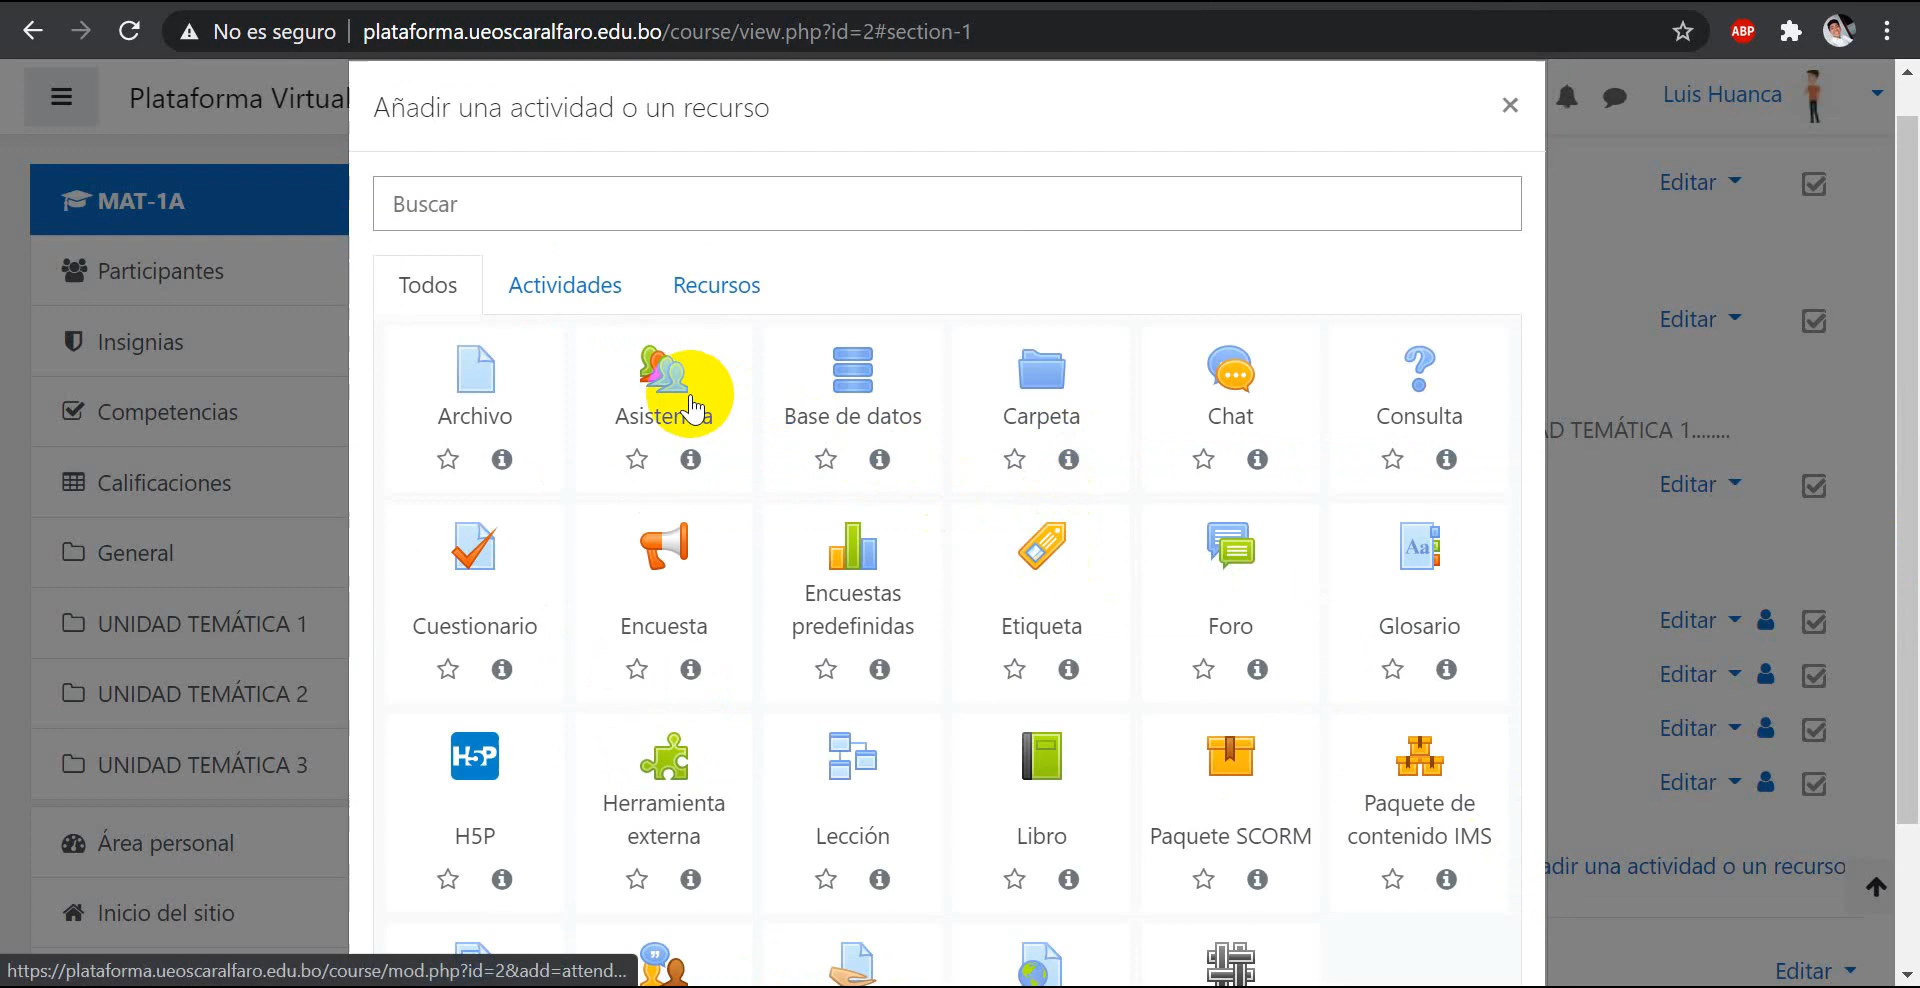 No es seguro plataforma.ueoscaralfaro.edu.bo/course/view.php?id=2#section-1
ABP
Plataforma Virtual
Añadir una actividad o un recurso
×
Luis Huanca
MAT-1A
Participantes
Insignias
Competencias
Calificaciones
General
UNIDAD TEMÁTICA 1
UNIDAD TEMÁTICA 2
UNIDAD TEMÁTICA 3
Área personal
Inicio del sitio
Buscar
Todos Actividades Recursos
Archivo Asistencia Base de datos Carpeta Chat Consulta
Aa
Encuestas
Cuestionario Encuesta predefinidas Etiqueta Foro Glosario
H5P
Herramienta Paquete de
H5P externa Lección Libro Paquete SCORM contenido IMS
Editar
Editar
D TEMÁTICA 1........
Editar
Editar
Editar
Editar
Editar
adir una actividad o un recurso
Editar
https://plataforma.ueoscaralfaro.edu.bo/course/mod.php?id=2&add=attend...